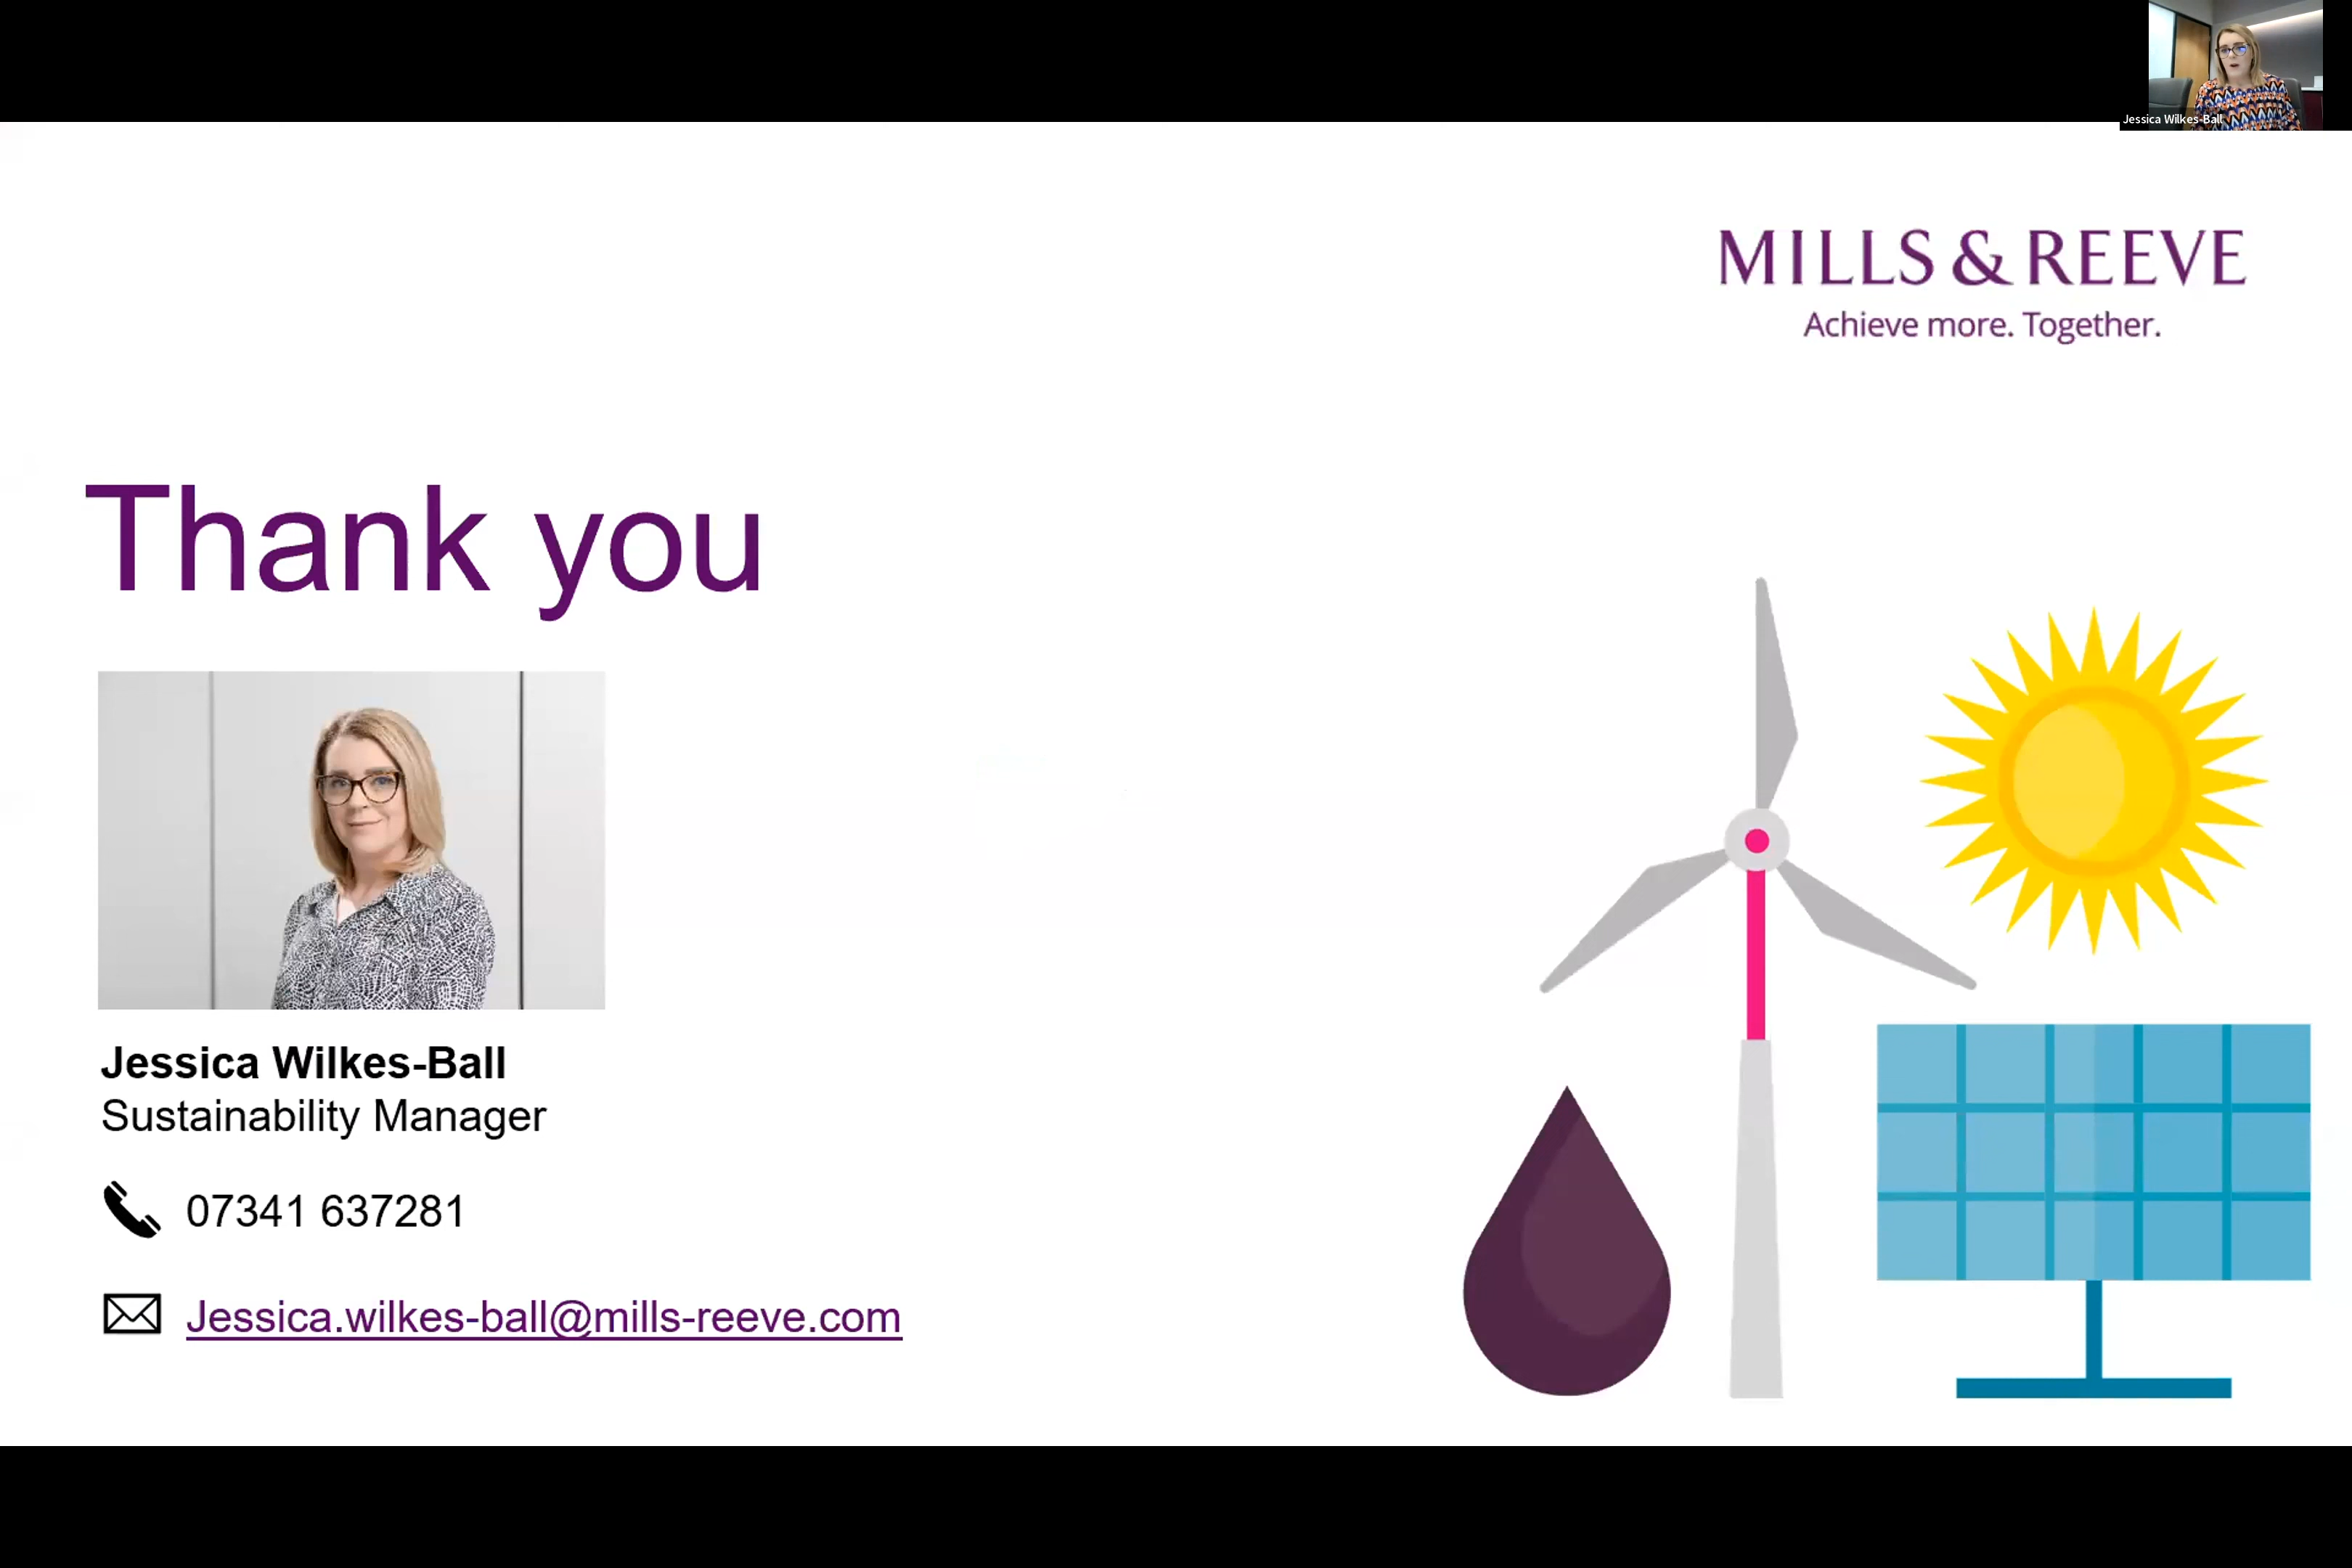 Jessica Wilkes-Ball
MILLS & REEVE
Achieve more. Together.
Thank you
Jessica Wilkes-Ball
Sustainability Manager
07341 637281
Jessica.wilkes-ball@mills-reeve.com